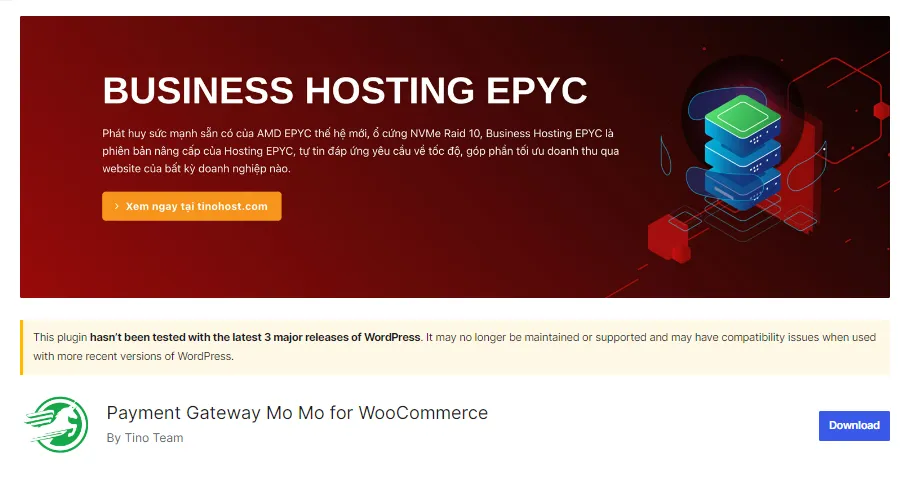 BUSINESS HOSTING EPYC
Phát huy sức mạnh sẵn có của AMD EPYC thế hệ mới, ổ cứng NVMe Raid 10, Business Hosting EPYC là
phiên bản nâng cấp của Hosting EPYC, tự tin đáp ứng yêu cầu về tốc độ, góp phần tối ưu doanh thu qua
website của bất kỳ doanh nghiệp nào.
Xem ngay tại tinohost.com
This plugin hasn't been tested with the latest 3 major releases of WordPress. It may no longer be maintained or supported and may have compatibility issues when used
with more recent versions of WordPress.
Payment Gateway Mo Mo for WooCommerce
By Tino Team
Download